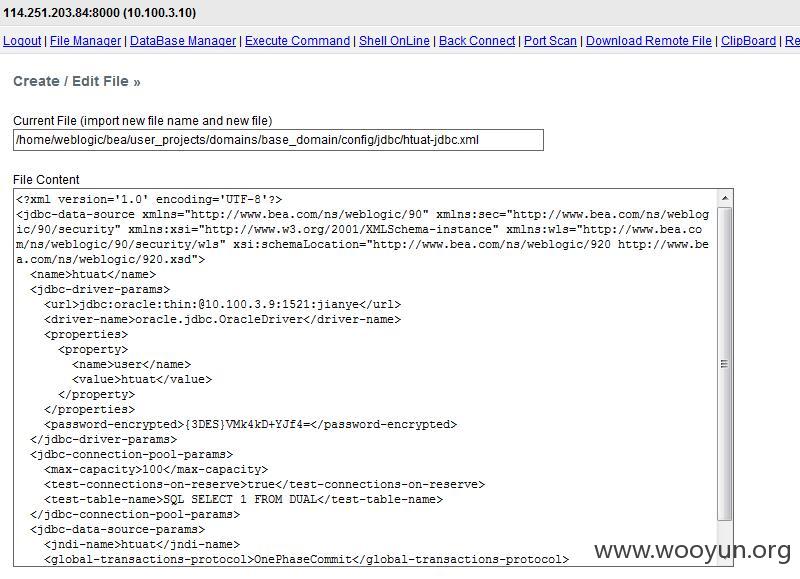 114.251.203.84:8000 (10.100.3.10)
Logout | File Manager | DataBase Manager | Execute Command | Shell OnLine | Back Connect | Port Scan | Download Remote File | ClipBoard | Re
Create / Edit File »
Current File (import new file name and new file)
/home/weblogic/bea/user_projects/domains/base_domain/config/jdbc/htuat-jdbc.xml
File Content
<?xml version='1.0' encoding='UTF-8'?>
<jdbc-data-source xmlns="http://www.bea.com/ns/weblogic/90" xmlns:sec="http://www.bea.com/ns/weblog
ic/90/security" xmlns:xsi="http://www.w3.org/2001/XMLSchema-instance" xmlns:wls="http://www.bea.co
m/ns/weblogic/90/security/wls" xsi:schemaLocation="http://www.bea.com/ns/weblogic/920 http://www.be
a.com/ns/weblogic/920.xsd">
<name>htuat</name>
<jdbc-driver-params>
<url>jdbc:oracle:thin:@10.100.3.9:1521:jianye</url>
<driver-name>oracle.jdbc.OracleDriver</driver-name>
<properties>
<property>
<name>user</name>
<value>htuat</value>
</property>
</properties>
<password-encrypted>{3DES}VMk4kD+YJf4=</password-encrypted>
</jdbc-driver-params>
<jdbc-connection-pool-params>
<max-capacity>100</max-capacity>
<test-connections-on-reserve>true</test-connections-on-reserve>
<test-table-name>SQL SELECT 1 FROM DUAL</test-table-name>
</jdbc-connection-pool-params>
<jdbc-data-source-params>
<jndi-name>htuat</jndi-name>
<global-transactions-protocol>OnePhaseCommit</global-transactions-protocol>
www.wooyun.org